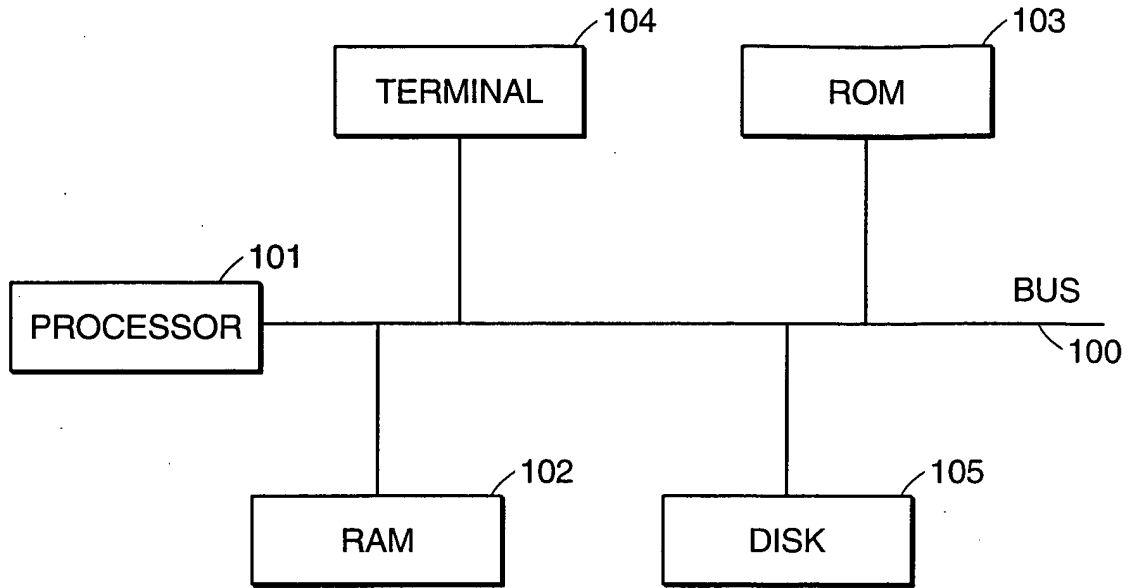 104
103
TERMINAL
ROM
101
BUS
PROCESSOR
100
102
105
RAM
DISK